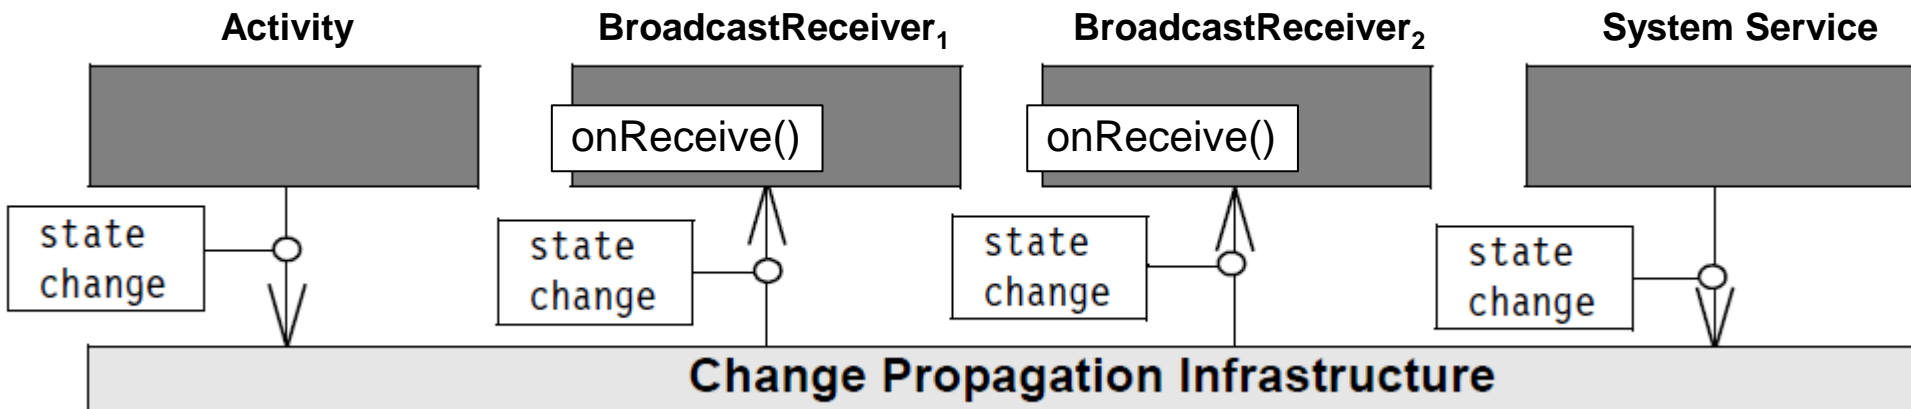 Activity
BroadcastReceiver₁
BroadcastReceiver₂
System Service
onReceive()
onReceive()
state
change
state
change
state
change
state
change
Change Propagation Infrastructure